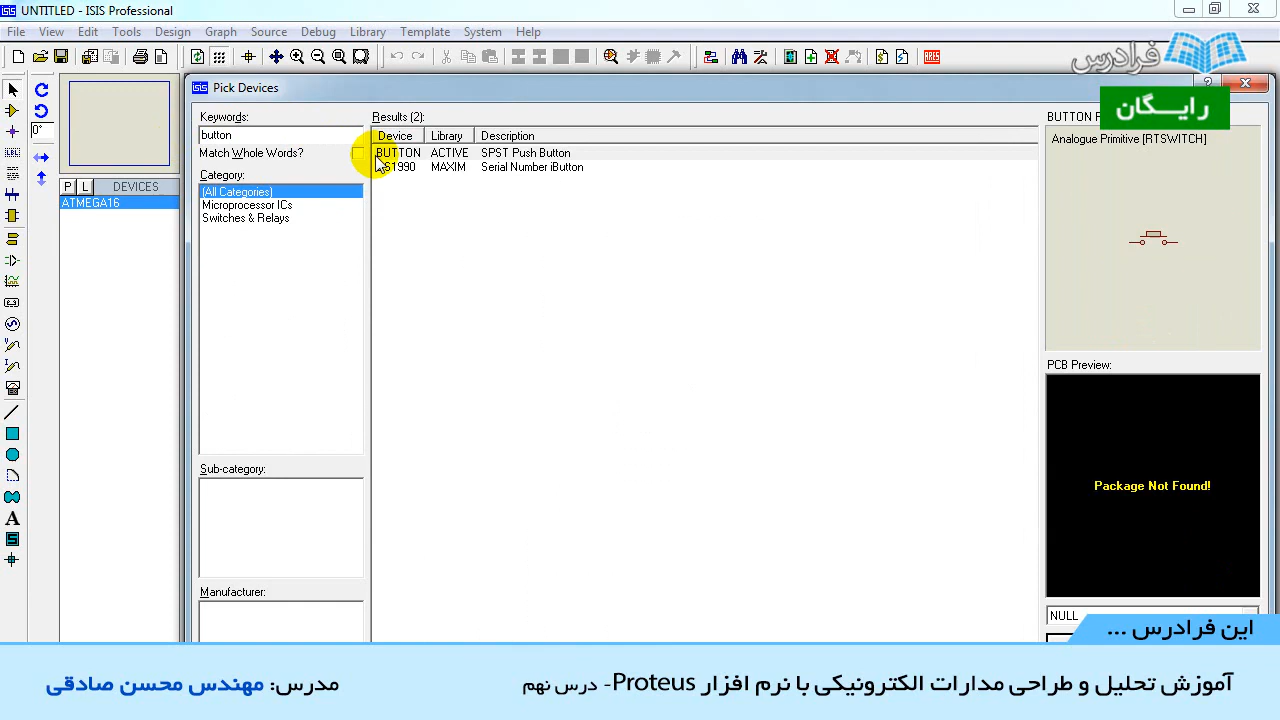 UNTITLED - ISIS Professional
File View Edit Tools Design Graph Source Debug Library Template System Help
فرادرس
رایـگان
Pick Devices
Keywords:
button
Match Whole Words?
Category:
(All Categories)
Microprocessor ICs
Switches & Relays
Sub-category:
Manufacturer:
Results (2):
Device Library Description
BUTTON ACTIVE SPST Push Button
S1990 MAXIM Serial Number iButton
BUTTON P
Analogue Primitive [RTSWITCH]
PCB Preview:
Package Not Found!
NULL
0°
P L DEVICES
ATMEGA16
این فرادرس ...
آموزش تحلیل و طراحی مدارات الکترونیکی با نرم افزار Proteus- درس نهم
مدرس: مهندس محسن صادقی